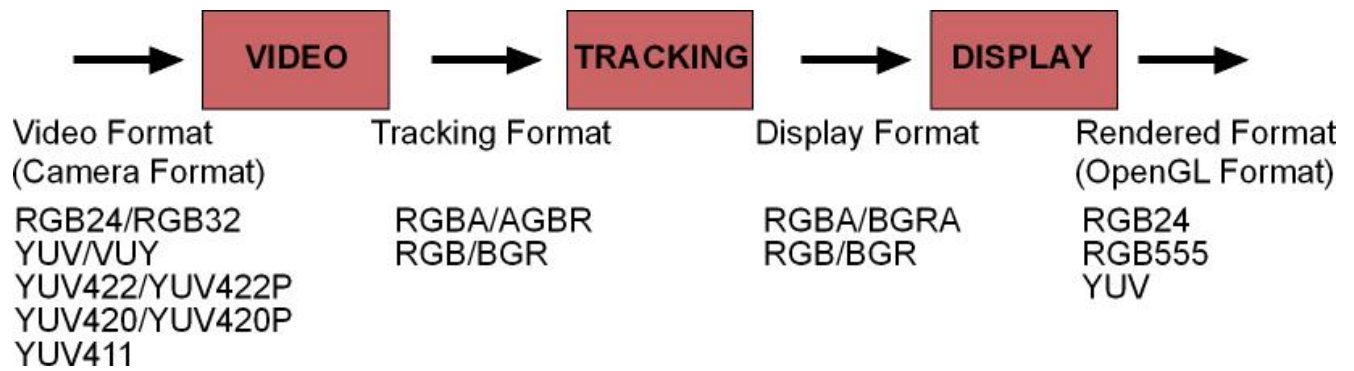 VIDEO
TRACKING
DISPLAY
Video Format
(Camera Format)
RGB24/RGB32
YUV/VUY
YUV422/YUV422P
YUV420/YUV420P
YUV411
Tracking Format
RGBA/AGBR
RGB/BGR
Display Format
RGBA/BGRA
RGB/BGR
Rendered Format
(OpenGL Format)
RGB24
RGB555
YUV